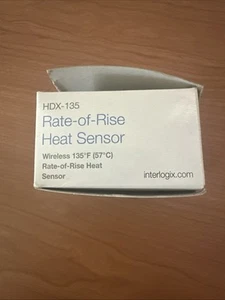 HDX-135
Rate-of-Rise
Heat Sensor
Wireless 135°F (57°C)
Rate-of-Rise Heat
Sensor
interlogix.com